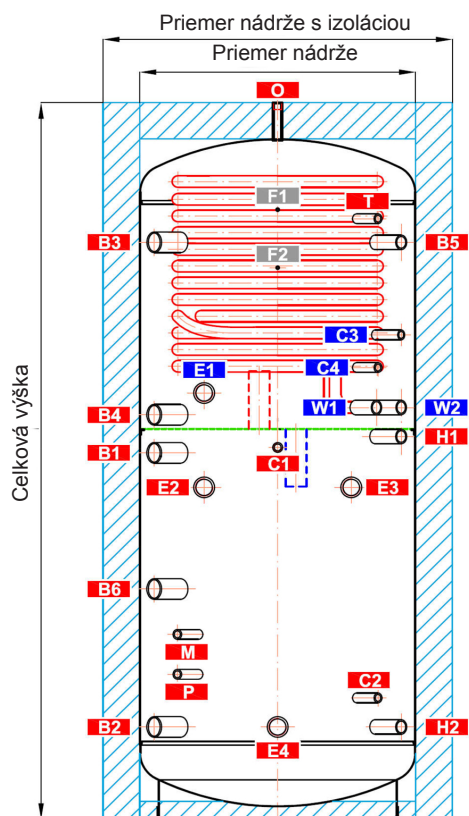 Priemer nádrže s izoláciou
Priemer nádrže
O
F1
T
B3
B5
F2
C3
E1
C4
B4
W1
W2
H1
B1
C1
E2
E3
Celková výška
B6
M
P
C2
B2
H2
E4